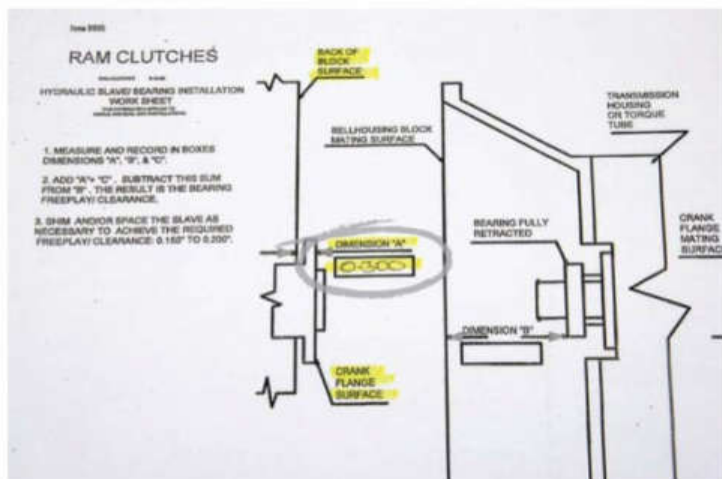 RAM CLUTCHES
HYDRAULIC SLAVE/ BEARING INSTALLATION
WORK SHEET
1. MEASURE AND RECORD IN BOXES
DIMENSIONS "A", "B", & "C".
2. ADD "A"+ "C" . SUBTRACT THIS SUM
FROM "B" . THE RESULT IS THE BEARING
FREEPLAY/ CLEARANCE.
3. SHIM AND/OR SPACE THE SLAVE AS
NECESSARY TO ACHIEVE THE REQUIRED
FREEPLAY/ CLEARANCE: 0.150" TO 0.200".
BACK OF
BLOCK
SURFACE
BELLHOUSING BLOCK
MATING SURFACE
TRANSMISSION
HOUSING
OR TORQUE
TUBE
DIMENSION "A"
0.300
BEARING FULLY
RETRACTED
CRANK
FLANGE
MATING
SURFAC
DIMENSION "B"
CRANK
FLANGE
SURFACE